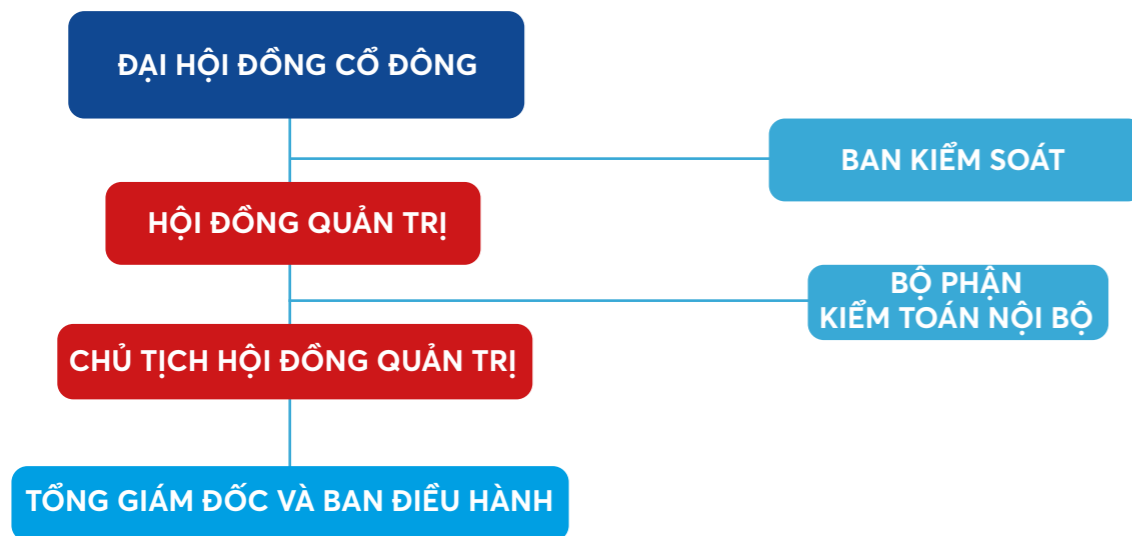 ĐẠI HỘI ĐỒNG CỔ ĐÔNG
BAN KIỂM SOÁT
HỘI ĐỒNG QUẢN TRỊ
BỘ PHẬN
KIỂM TOÁN NỘI BỘ
CHỦ TỊCH HỘI ĐỒNG QUẢN TRỊ
TỔNG GIÁM ĐỐC VÀ BAN ĐIỀU HÀNH